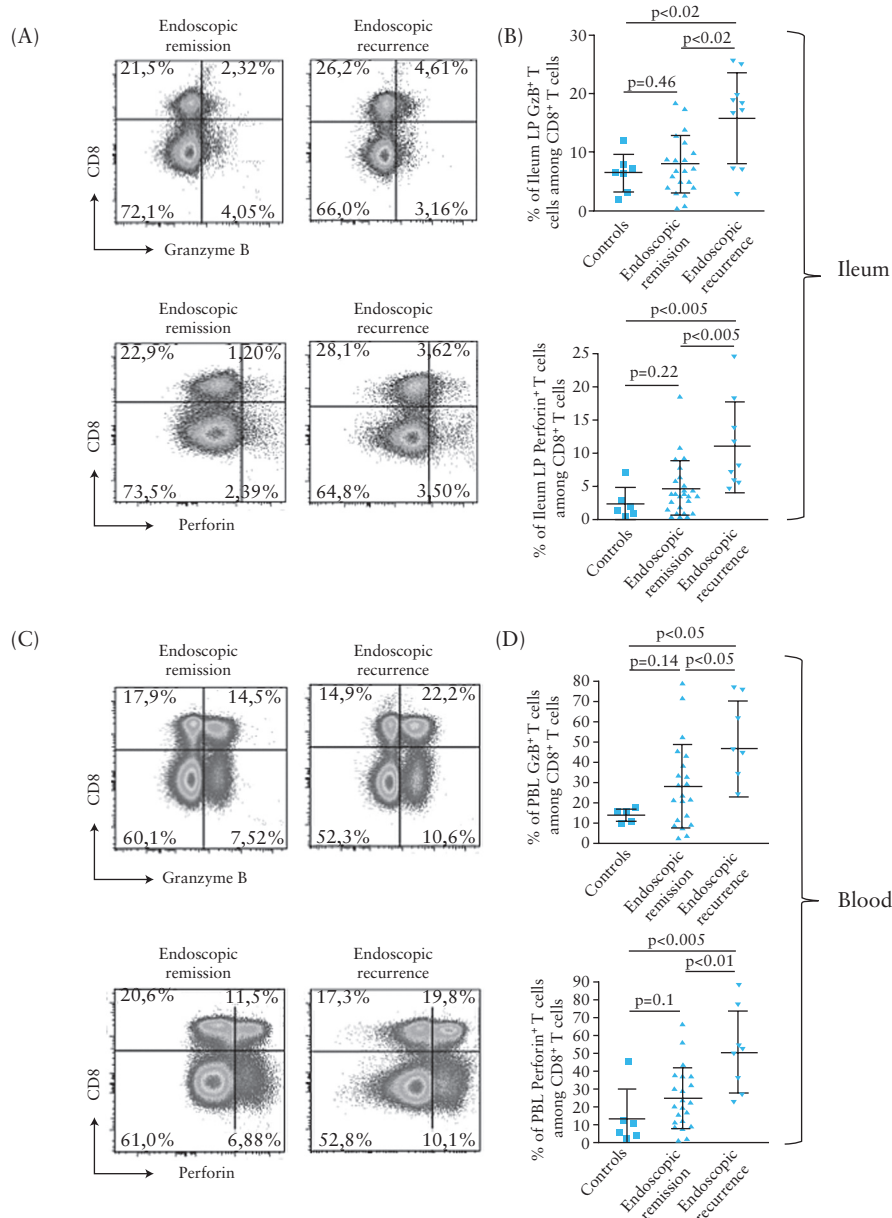 (A)
Endoscopic
remission
Endoscopic
recurrence
21,5%
2,32%
26,2%
4,61%
CD8
72,1%
4,05%
66,0%
3,16%
Granzyme B
Endoscopic
remission
Endoscopic
recurrence
22,9%
1,20%
28,1%
3,62%
CD8
73,5%
2,39%
64,8%
3,50%
Perforin
(B)
p<0.02
p<0.02
p=0.46
% of Ileum LP GzB⁺ T
cells among CD8⁺ T cells
30
20
10
0
Controls
Endoscopic
remission
Endoscopic
recurrence
p<0.005
p<0.005
p=0.22
% of Ileum LP Perforin⁺ T cells
among CD8⁺ T cells
25
20
15
10
5
0
Controls
Endoscopic
remission
Endoscopic
recurrence
Ileum
(C)
Endoscopic
remission
Endoscopic
recurrence
17,9%
14,5%
14,9%
22,2%
CD8
60,1%
7,52%
52,3%
10,6%
Granzyme B
Endoscopic
remission
Endoscopic
recurrence
20,6%
11,5%
17,3%
19,8%
CD8
61,0%
6,88%
52,8%
10,1%
Perforin
(D)
p<0.05
p=0.14
p<0.05
% of PBL GzB⁺ T cells
among CD8⁺ T cells
80
70
60
50
40
30
20
10
0
Controls
Endoscopic
remission
Endoscopic
recurrence
p<0.005
p<0.01
p=0.1
% of PBL Perforin⁺ T cells
among CD8⁺ T cells
90
80
70
60
50
40
30
20
10
0
Controls
Endoscopic
remission
Endoscopic
recurrence
Blood